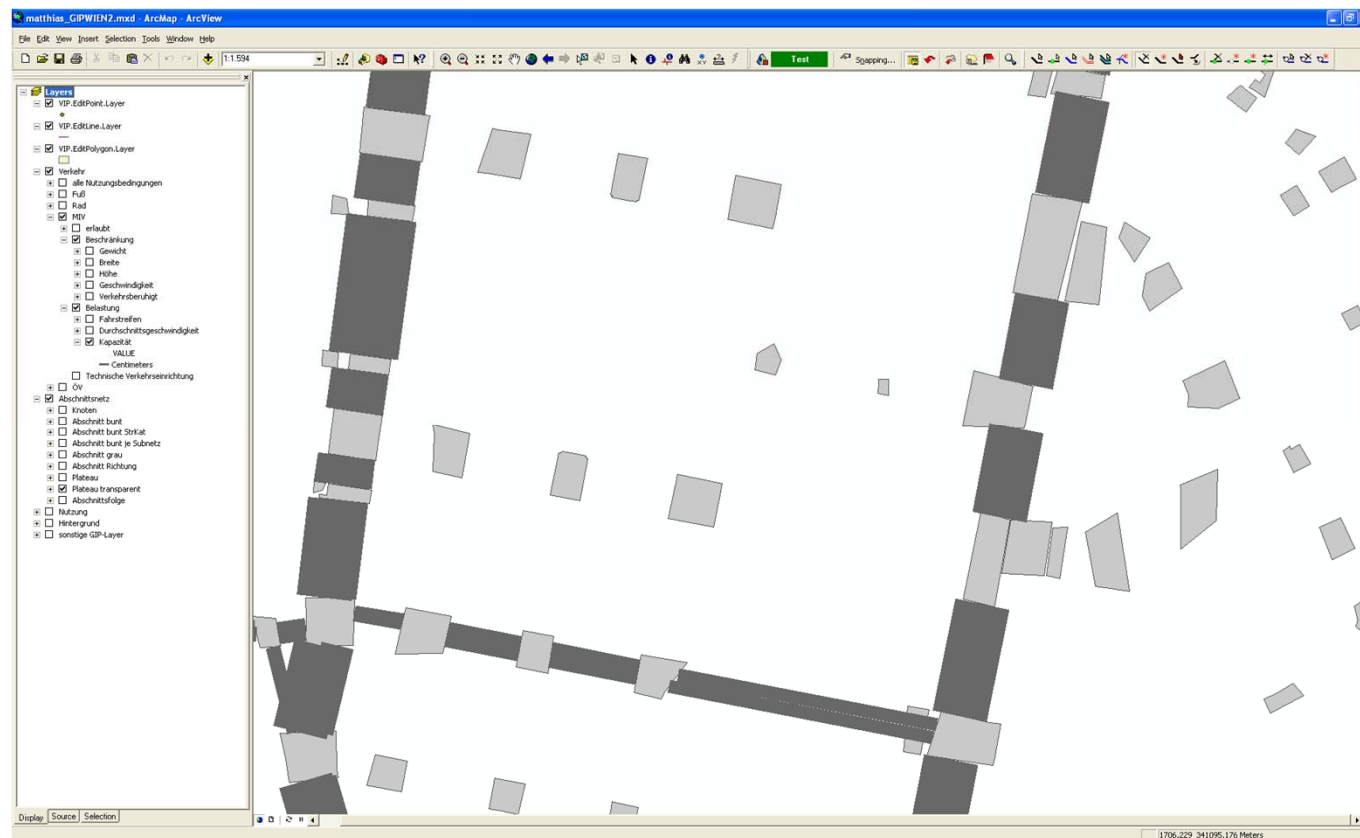 matthias_GIPWIEN2.mxd - ArcMap - ArcView
File Edit View Insert Selection Tools Window Help
1:1.594
Test
Snapping...
Layers
VIP.EditPoint.Layer
VIP.EditLine.Layer
VIP.EditPolygon.Layer
Verkehr
alle Nutzungsbedingungen
Fuß
Rad
MIV
erlaubt
Beschränkung
Gewicht
Breite
Höhe
Geschwindigkeit
Verkehrsberuhigt
Belastung
Fahrstreifen
Durchschnittsgeschwindigkeit
Kapazität
VALUE
Centimeters
Technische Verkehrseinrichtung
ÖV
Abschnittsnetz
Knoten
Abschnitt bunt
Abschnitt bunt StrKat
Abschnitt bunt je Subnetz
Abschnitt grau
Abschnitt Richtung
Plateau
Plateau transparent
Abschnittsfolge
Nutzung
Hintergrund
sonstige GIP-Layer
Display Source Selection
1706,229 341095,176 Meters